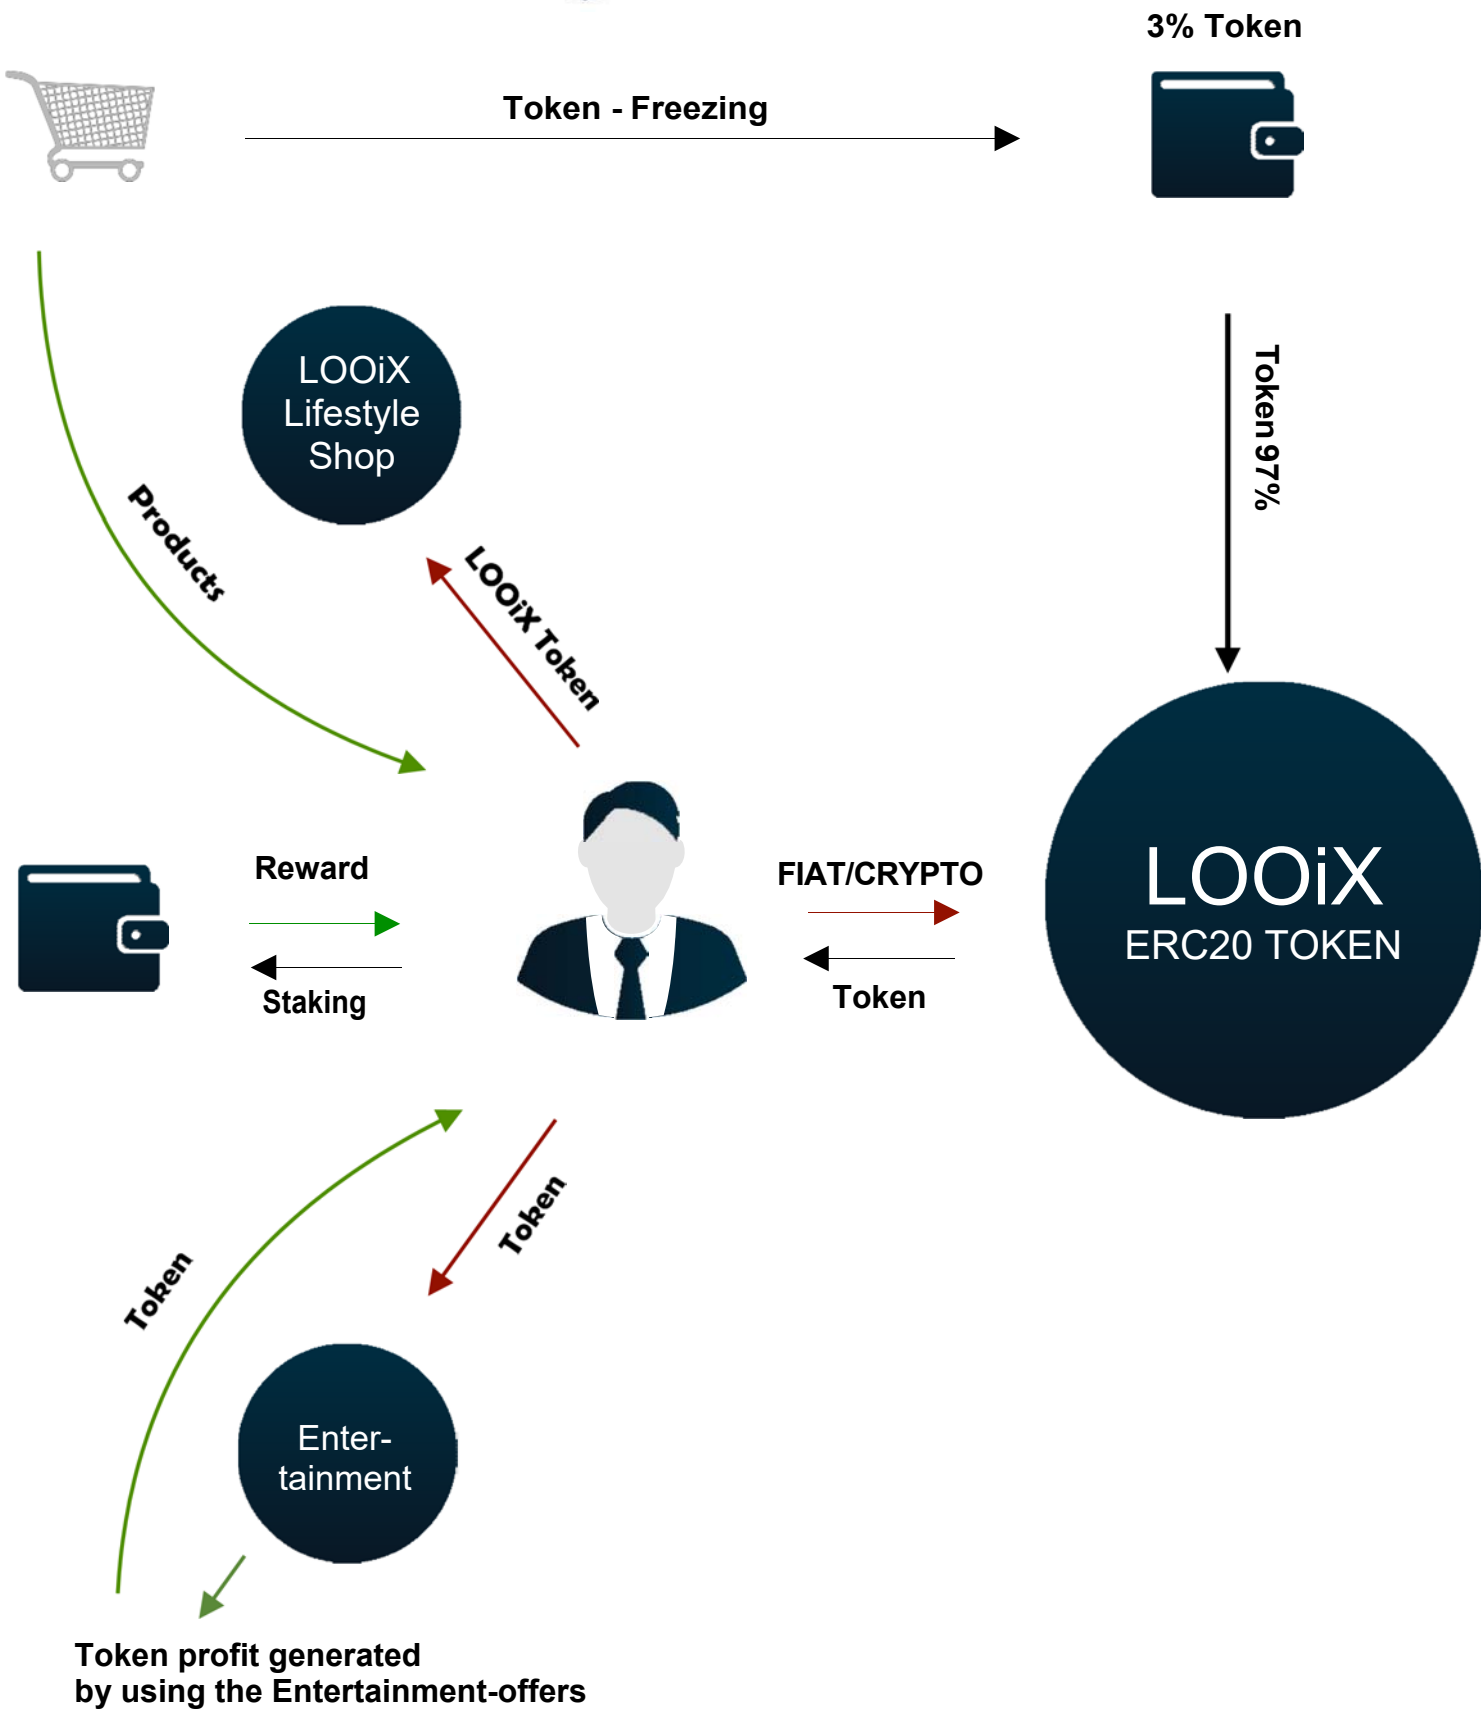 3% Token
Token - Freezing
Token 97%
LOOiX
Lifestyle
Shop
Products
LOOiX Token
Reward
Staking
FIAT/CRYPTO
Token
LOOiX
ERC20 TOKEN
Token
Token
Enter-
tainment
Token profit generated
by using the Entertainment-offers